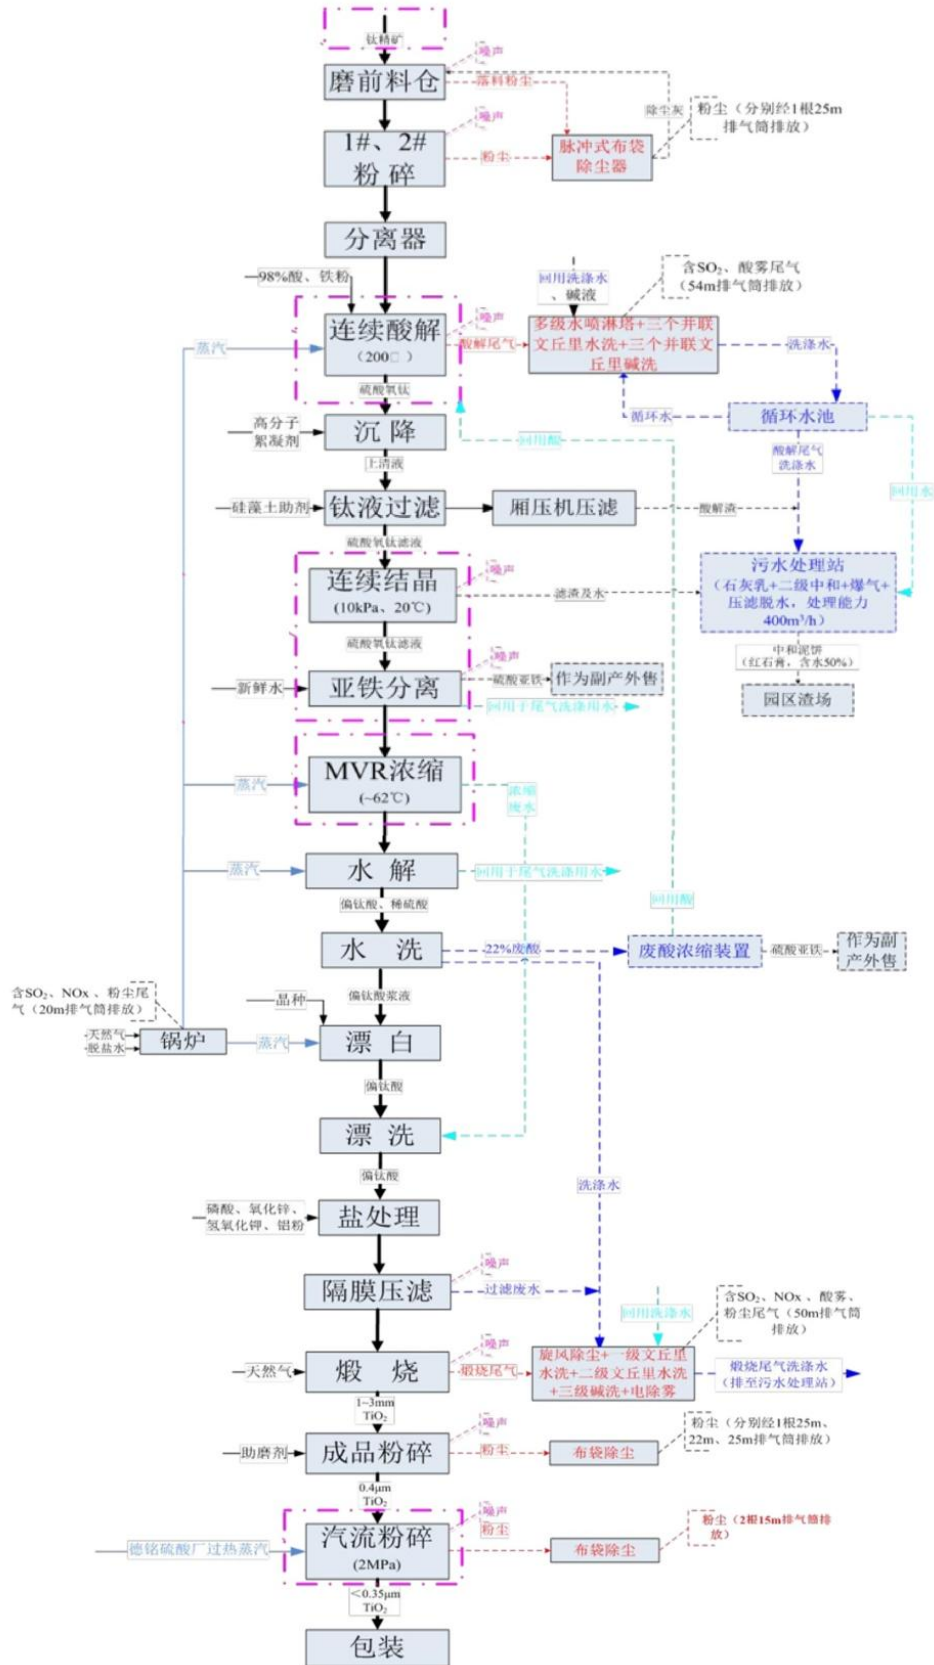 钛精矿
噪声
磨前料仓
落料粉尘
除尘灰
粉尘（分别经1根25m
排气筒排放）
噪声
1#、2#
粉碎
粉尘
脉冲式布袋
除尘器
分离器
98%酸、铁粉
回用洗涤水
、碱液
含SO₂、酸雾尾气
（54m排气筒排放）
噪声
蒸汽
连续酸解
（200□）
酸解尾气
多级水喷淋塔+三个并联
文丘里水洗+三个并联文
丘里碱洗
洗涤水
硫酸氧钛
循环水
循环水池
高分子
絮凝剂
沉降
回用酸
酸解尾气
洗涤水
上清液
回用水
硅藻土助剂
钛液过滤
厢压机压滤
酸解渣
硫酸氧钛滤液
噪声
连续结晶
(10kPa、20℃)
滤渣及水
污水处理站
（石灰乳+二级中和+爆气+
压滤脱水，处理能力
400m³/h）
硫酸氧钛滤液
噪声
中和泥饼
（红石膏，含水50%）
新鲜水
亚铁分离
硫酸亚铁
作为副产外售
园区渣场
回用于尾气洗涤用水
蒸汽
MVR浓缩
(~62℃)
浓缩
废水
蒸汽
水 解
回用于尾气洗涤用水
回用酸
偏钛酸、稀硫酸
水 洗
22%废酸
废酸浓缩装置
硫酸亚铁
作为副
产外售
含SO₂、NOx 、粉尘尾
气（20m排气筒排放）
偏钛酸浆液
晶种
天然气
脱盐水
锅炉
蒸汽
漂 白
偏钛酸
漂 洗
偏钛酸
洗涤水
磷酸、氧化锌、
氢氧化钾、铝粉
盐处理
噪声
隔膜压滤
过滤废水
回用洗涤水
含SO₂、NOx 、酸雾、
粉尘尾气（50m排气筒
排放）
噪声
天然气
煅 烧
煅烧尾气
旋风除尘+一级文丘里
水洗+二级文丘里水洗
+三级碱洗+电除雾
煅烧尾气洗涤水
（排至污水处理站）
1~3mm
TiO₂
噪声
助磨剂
成品粉碎
粉尘
布袋除尘
粉尘（分别经1根25m、
22m、25m排气筒排放）
0.4μm
TiO₂
噪声
粉尘
德铭硫酸厂过热蒸汽
汽流粉碎
(2MPa)
布袋除尘
粉尘（2根15m排气筒排
放）
＜0.35μm
TiO₂
包装